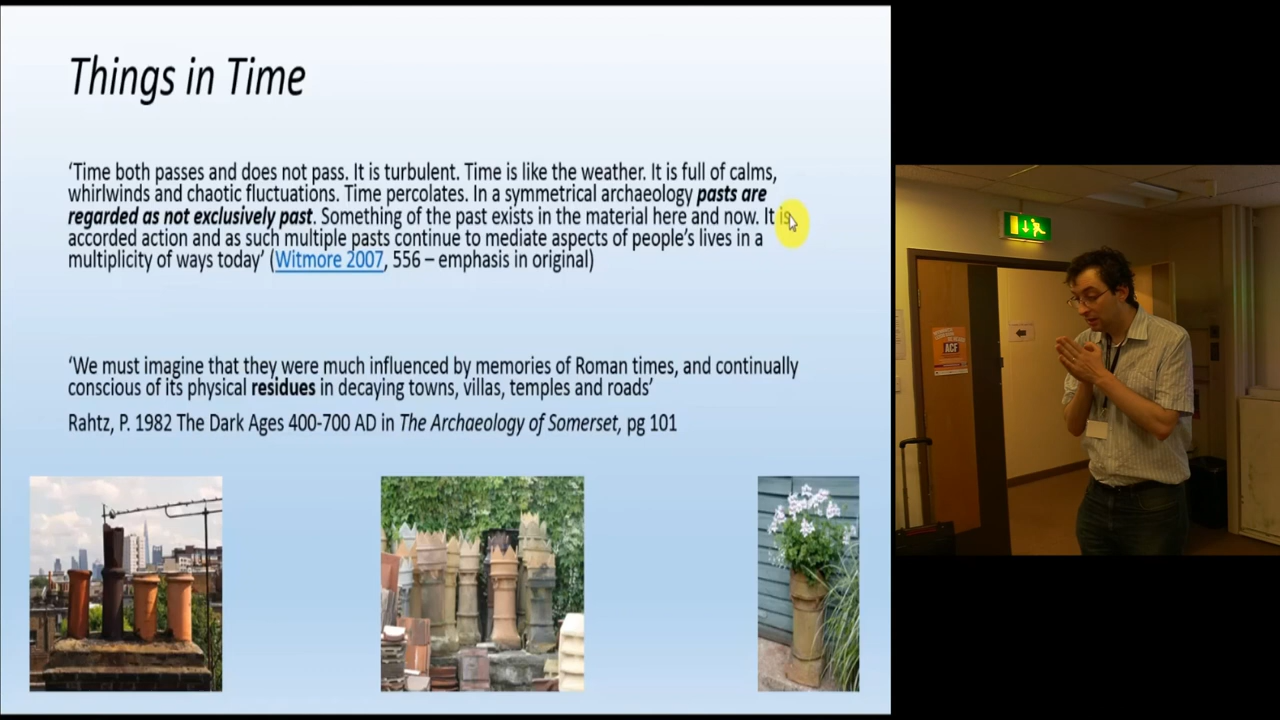 Things in Time
‘Time both passes and does not pass. It is turbulent. Time is like the weather. It is full of calms,
whirlwinds and chaotic fluctuations. Time percolates. In a symmetrical archaeology pasts are
regarded as not exclusively past. Something of the past exists in the material here and now. It is
accorded action and as such multiple pasts continue to mediate aspects of people’s lives in a
multiplicity of ways today’ (Witmore 2007, 556 – emphasis in original)
‘We must imagine that they were much influenced by memories of Roman times, and continually
conscious of its physical residues in decaying towns, villas, temples and roads’
Rahtz, P. 1982 The Dark Ages 400-700 AD in The Archaeology of Somerset, pg 101
ACF